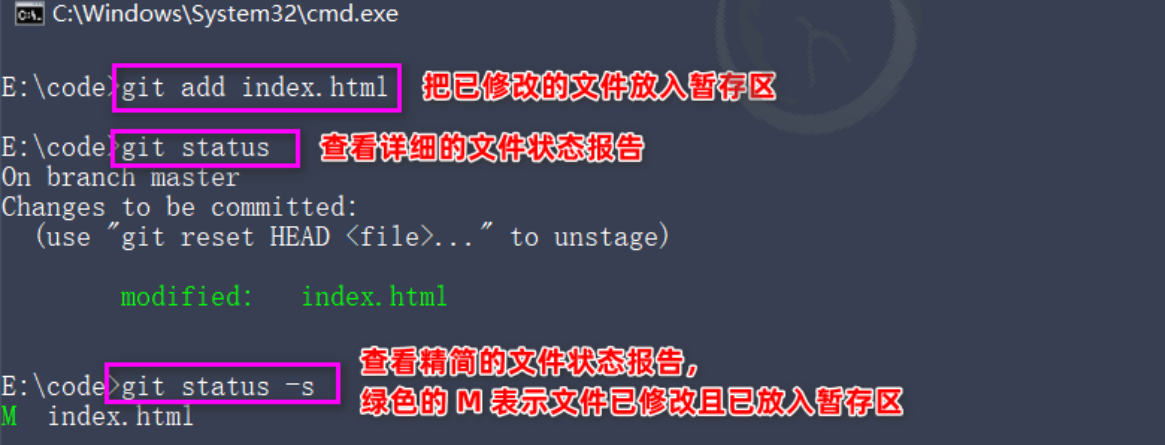 C:\Windows\System32\cmd.exe
E:\code>git add index.html 把已修改的文件放入暂存区
E:\code>git status 查看详细的文件状态报告
On branch master
Changes to be committed:
(use "git reset HEAD <file>..." to unstage)
modified: index.html
查看精简的文件状态报告，
E:\code>git status -s
绿色的 M 表示文件已修改且已放入暂存区
M index.html